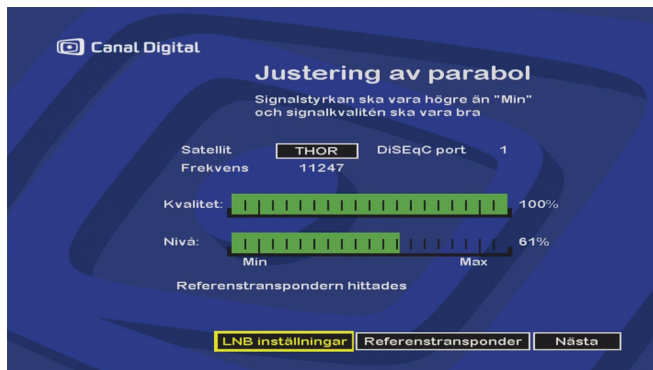 Canal Digital
Justering av parabol
Signalstyrkan ska vara högre än "Min"
och signalkvalitén ska vara bra
Satellit THOR DiSEqC port 1
Frekvens 11247
Kvalitet: 100%
Nivå: 61%
Min Max
Referenstranspondern hittades
LNB inställningar Referenstransponder Nästa